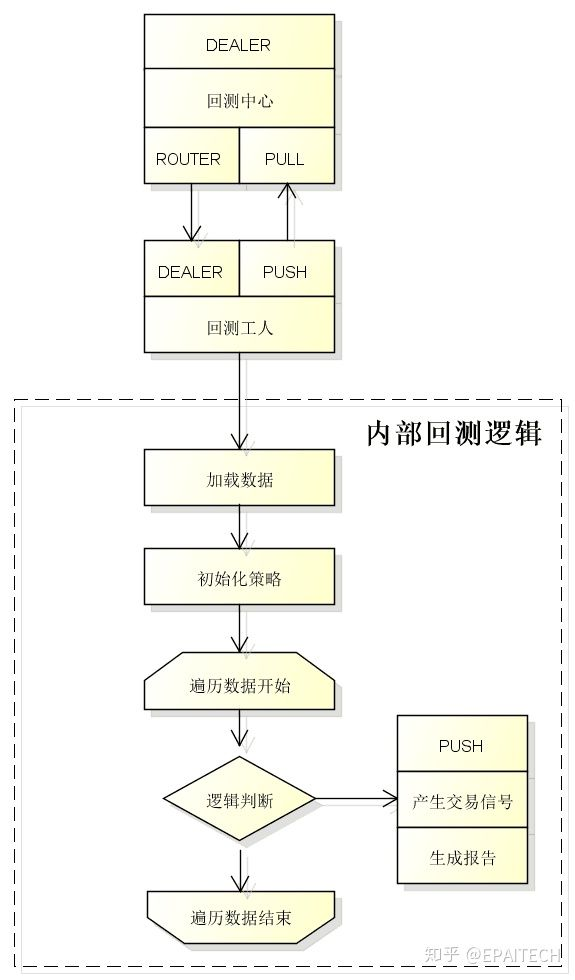 DEALER
回测中心
ROUTER
PULL
DEALER
PUSH
回测工人
内部回测逻辑
加载数据
初始化策略
遍历数据开始
PUSH
逻辑判断
产生交易信号
生成报告
遍历数据结束
知乎 @EPAITECH